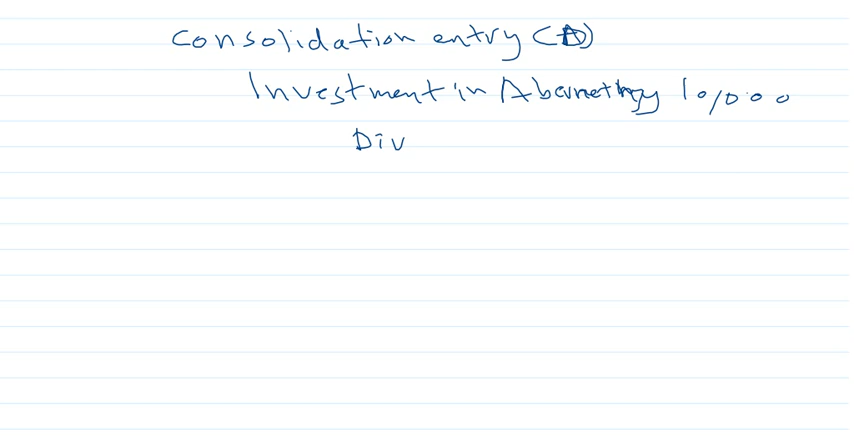 Consolidation entry (D)
Investment in Abernethy 10,000
Div